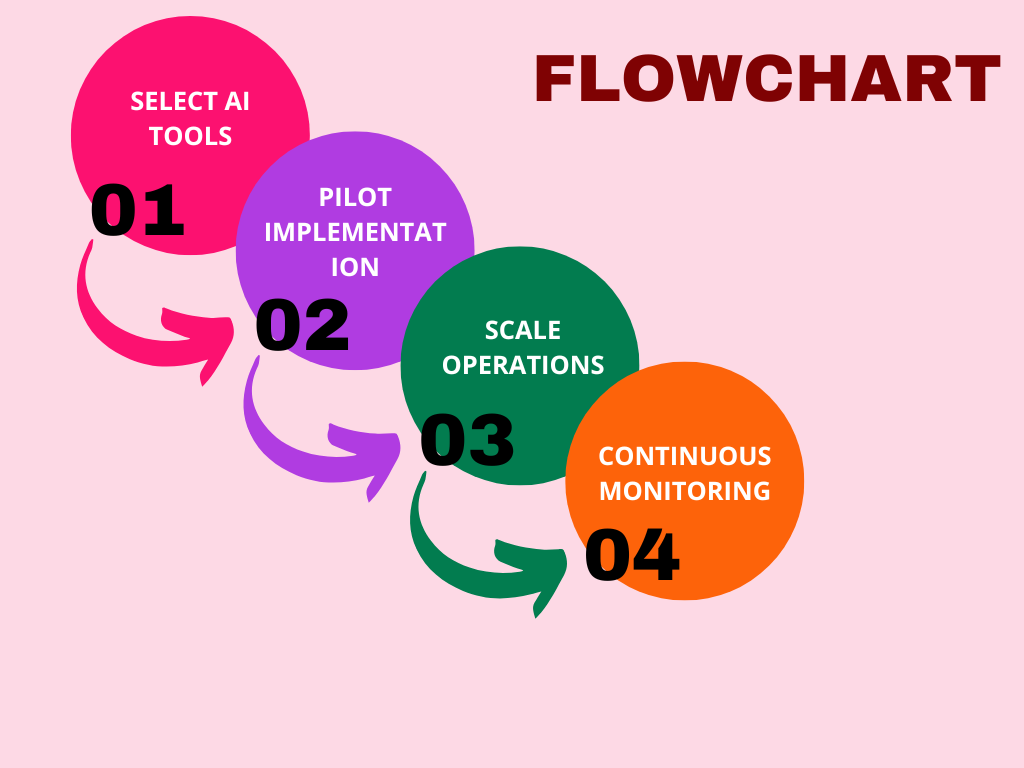 FLOWCHART
SELECT AI
TOOLS
01
PILOT
IMPLEMENTAT
ION
02
SCALE
OPERATIONS
03
CONTINUOUS
MONITORING
04